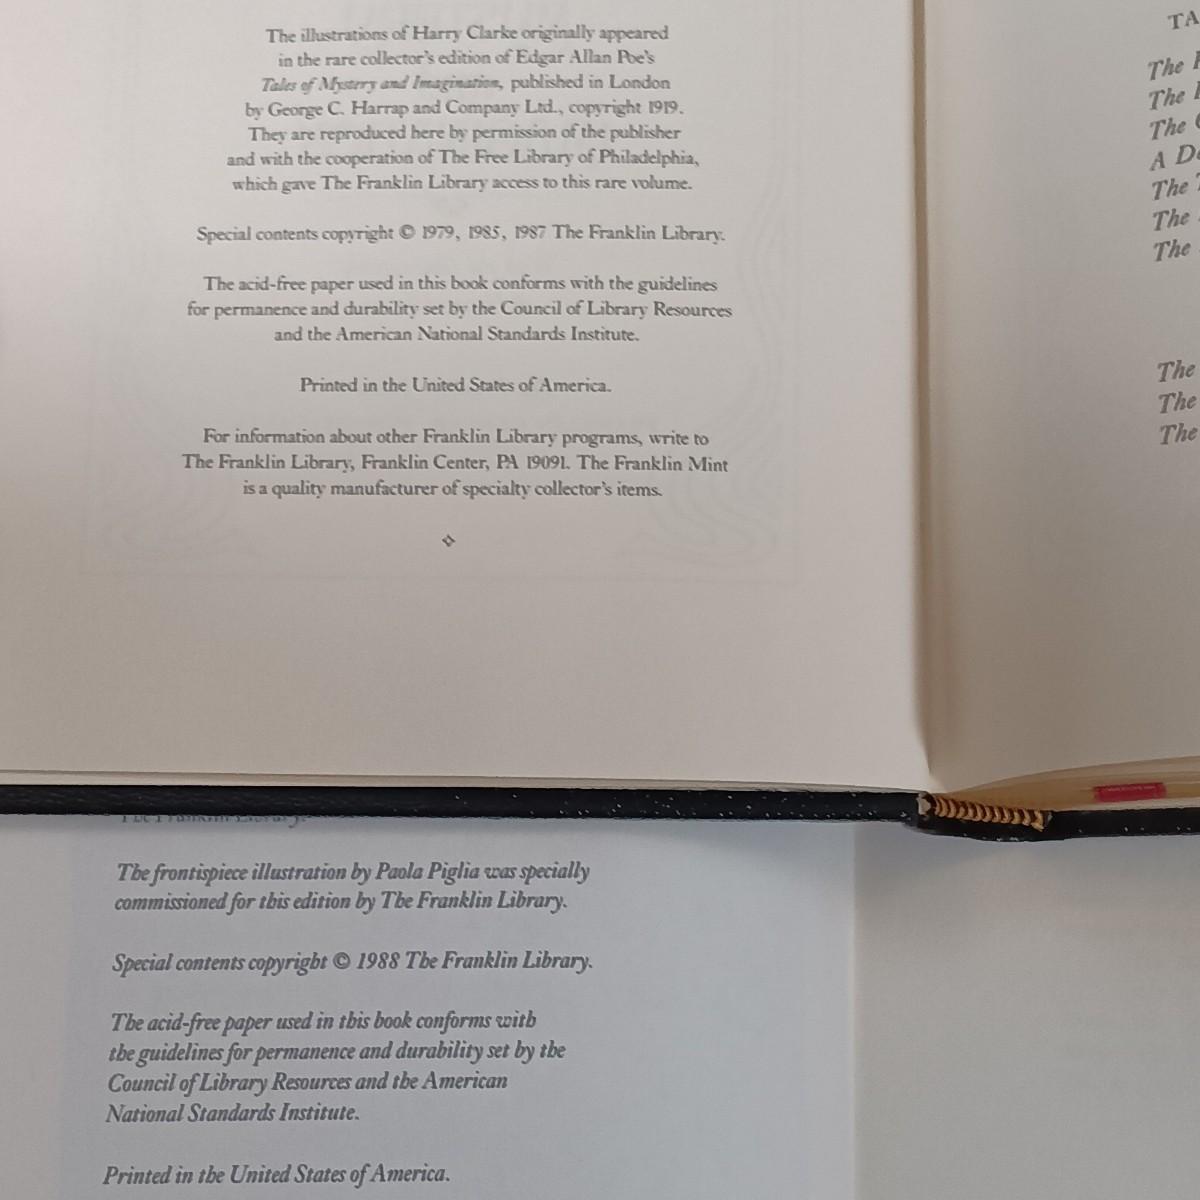 The illustrations of Harry Clarke originally appeared
in the rare collector's edition of Edgar Allan Poe's
Tales of Mystery and Imagination, published in London
by George C. Harrap and Company Ltd., copyright 1919.
They are reproduced here by permission of the publisher
and with the cooperation of The Free Library of Philadelphia,
which gave The Franklin Library access to this rare volume.
Special contents copyright © 1979, 1985, 1987 The Franklin Library.
The acid-free paper used in this book conforms with the guidelines
for permanence and durability set by the Council of Library Resources
and the American National Standards Institute.
Printed in the United States of America.
For information about other Franklin Library programs, write to
The Franklin Library, Franklin Center, PA 19091. The Franklin Mint
is a quality manufacturer of specialty collector's items.
TA
The
The
The
A
The
The
The
The
The
The
The Franklin Library.
The frontispiece illustration by Paola Piglia was specially
commissioned for this edition by The Franklin Library.
Special contents copyright © 1988 The Franklin Library.
The acid-free paper used in this book conforms with
the guidelines for permanence and durability set by the
Council of Library Resources and the American
National Standards Institute.
Printed in the United States of America.